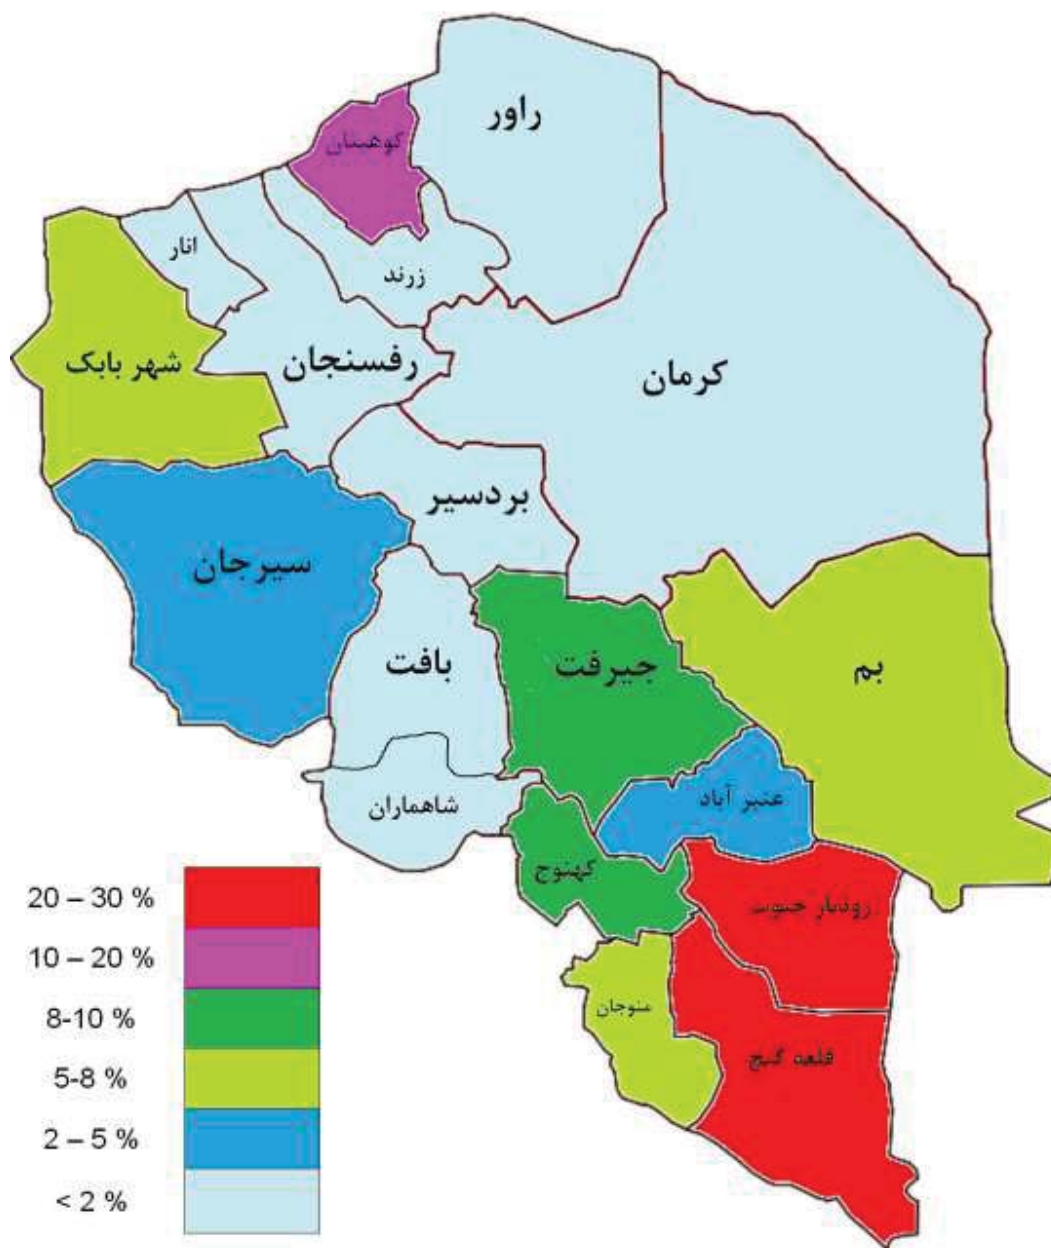 راور
کوهبنان
انار
زرند
شهر بابک
رفسنجان
کرمان
بردسیر
سیرجان
بافت
جیرفت
بم
شاهماران
عنبر آباد
کهنوج
رودبار جنوب
منوجان
قلعه گنج
20 – 30 %
10 – 20 %
8-10 %
5-8 %
2 – 5 %
< 2 %